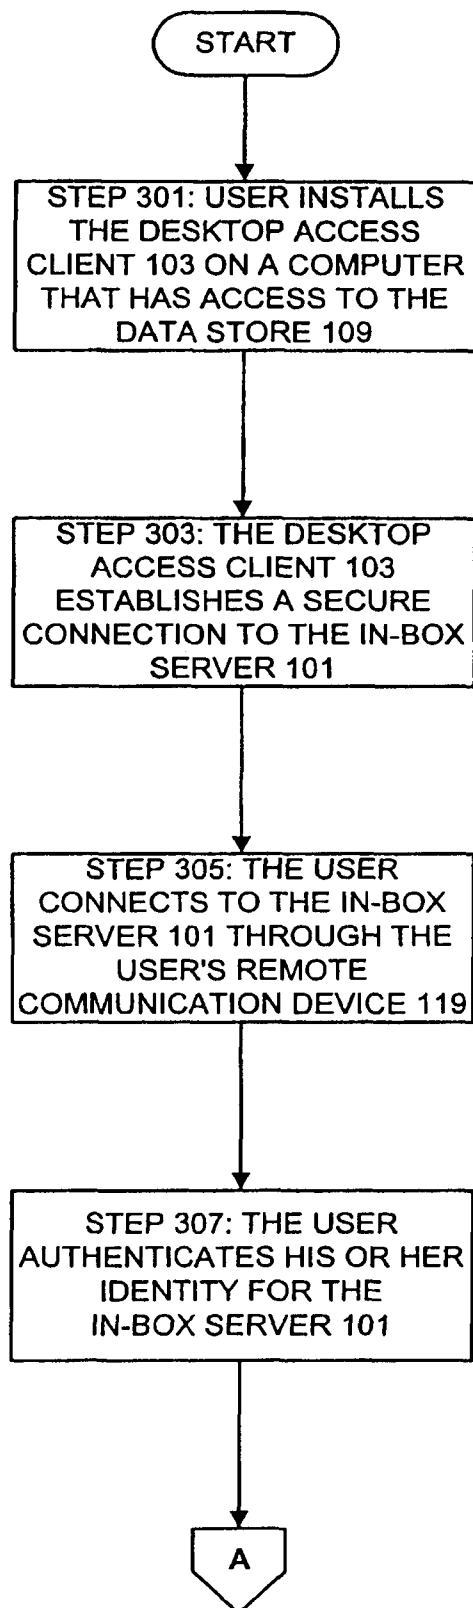 START
STEP 301: USER INSTALLS
THE DESKTOP ACCESS
CLIENT 103 ON A COMPUTER
THAT HAS ACCESS TO THE
DATA STORE 109
STEP 303: THE DESKTOP
ACCESS CLIENT 103
ESTABLISHES A SECURE
CONNECTION TO THE IN-BOX
SERVER 101
STEP 305: THE USER
CONNECTS TO THE IN-BOX
SERVER 101 THROUGH THE
USER'S REMOTE
COMMUNICATION DEVICE 119
STEP 307: THE USER
AUTHENTICATES HIS OR HER
IDENTITY FOR THE
IN-BOX SERVER 101
A